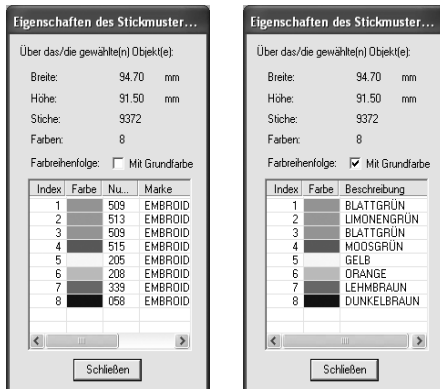 Eigenschaften des Stickmuster...
Über das/die gewählte(n) Objekt(e):
Breite: 94.70 mm
Höhe: 91.50 mm
Stiche: 9372
Farben: 8
Farbreihenfolge: Mit Grundfarbe
Index Farbe Nu... Marke
1 509 EMBROID
2 513 EMBROID
3 509 EMBROID
4 515 EMBROID
5 205 EMBROID
6 208 EMBROID
7 339 EMBROID
8 058 EMBROID
Schließen
Eigenschaften des Stickmuster...
Über das/die gewählte(n) Objekt(e):
Breite: 94.70 mm
Höhe: 91.50 mm
Stiche: 9372
Farben: 8
Farbreihenfolge: Mit Grundfarbe
Index Farbe Beschreibung
1 BLATTGRÜN
2 LIMONENGRÜN
3 BLATTGRÜN
4 MOOSGRÜN
5 GELB
6 ORANGE
7 LEHMBRAUN
8 DUNKELBRAUN
Schließen